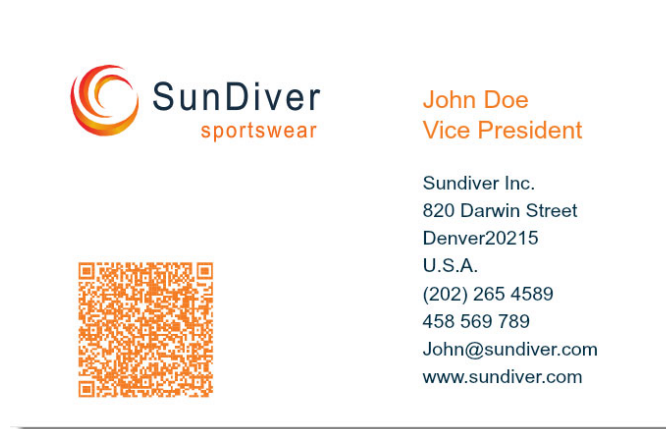 SunDiver
sportswear
John Doe
Vice President
Sundiver Inc.
820 Darwin Street
Denver20215
U.S.A.
(202) 265 4589
458 569 789
John@sundiver.com
www.sundiver.com